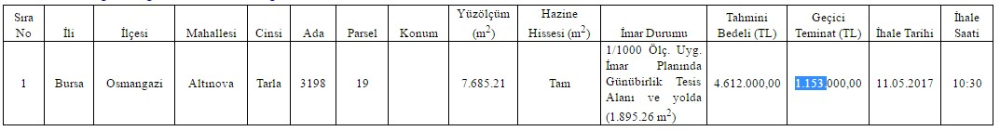 Sıra No İli İlçesi Mahallesi Cinsi Ada Parsel Konum Yüzölçüm (m2) Hazine Hissesi (m2) İmar Durumu Tahmini Bedeli (TL) Geçici Teminat (TL) İhale Tarihi İhale Saati
1 Bursa Osmangazi Altınova Tarla 3198 19 7.685.21 Tam 1/1000 Ölç. Uyg. İmar Planında Günübirlik Tesis Alanı ve yolda (1.895.26 m2) 4.612.000,00 1.153.000,00 11.05.2017 10:30